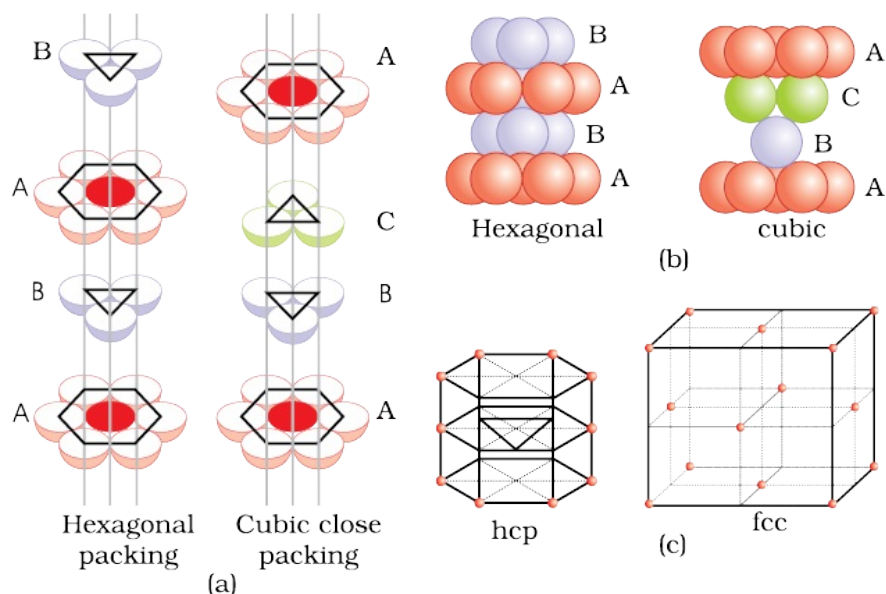 B
A
B
A
Hexagonal
packing
A
C
B
A
Cubic close
packing
(a)
B
A
B
A
Hexagonal
A
C
B
A
cubic
(b)
hcp
fcc
(c)